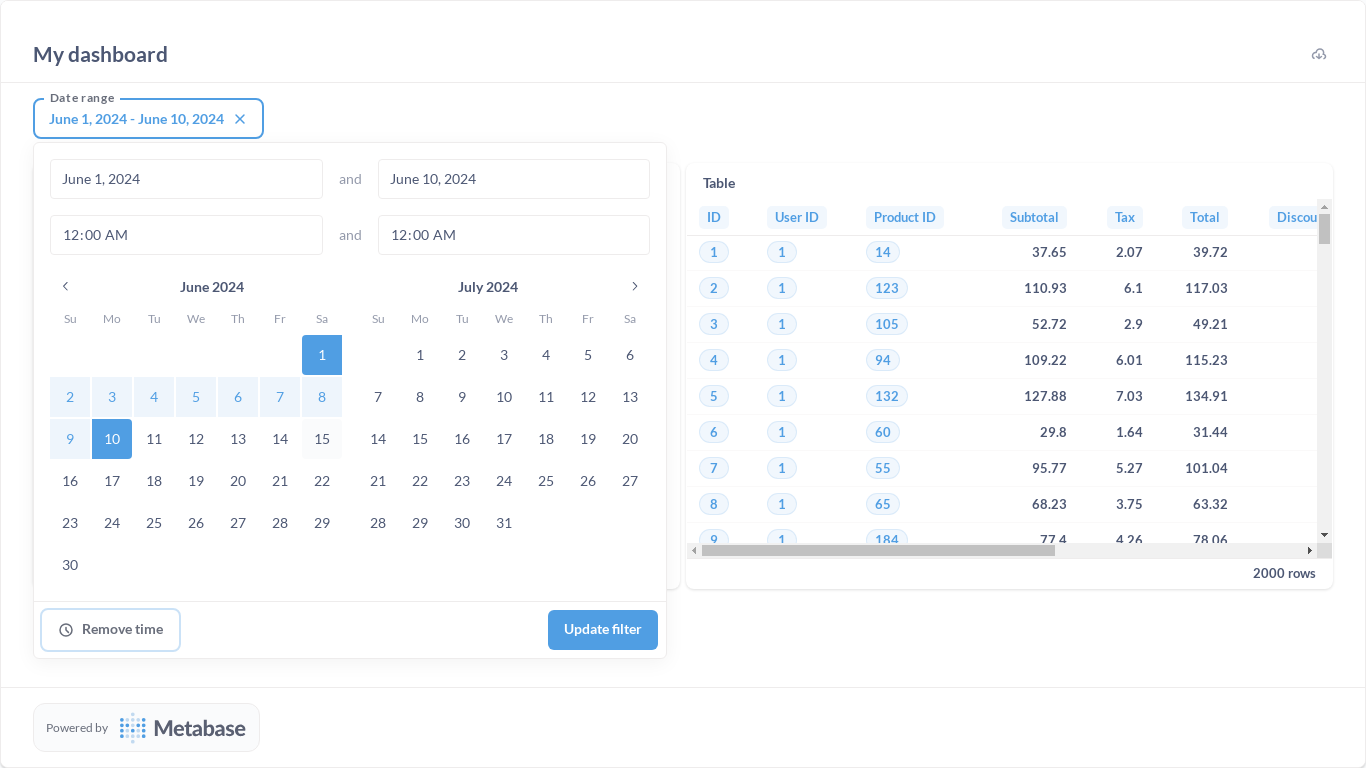 My dashboard
Date range
June 1, 2024 - June 10, 2024
June 1, 2024 and June 10, 2024
12:00 AM and 12:00 AM
June 2024 July 2024
Su Mo Tu We Th Fr Sa Su Mo Tu We Th Fr Sa
1 1 2 3 4 5 6
2 3 4 5 6 7 8 7 8 9 10 11 12 13
9 10 11 12 13 14 15 14 15 16 17 18 19 20
16 17 18 19 20 21 22 21 22 23 24 25 26 27
23 24 25 26 27 28 29 28 29 30 31
30
Remove time Update filter
Table
ID User ID Product ID Subtotal Tax Total Discou
1 1 14 37.65 2.07 39.72
2 1 123 110.93 6.1 117.03
3 1 105 52.72 2.9 49.21
4 1 94 109.22 6.01 115.23
5 1 132 127.88 7.03 134.91
6 1 60 29.8 1.64 31.44
7 1 55 95.77 5.27 101.04
8 1 65 68.23 3.75 63.32
9 1 184 77.4 4.26 78.06
2000 rows
Powered by Metabase